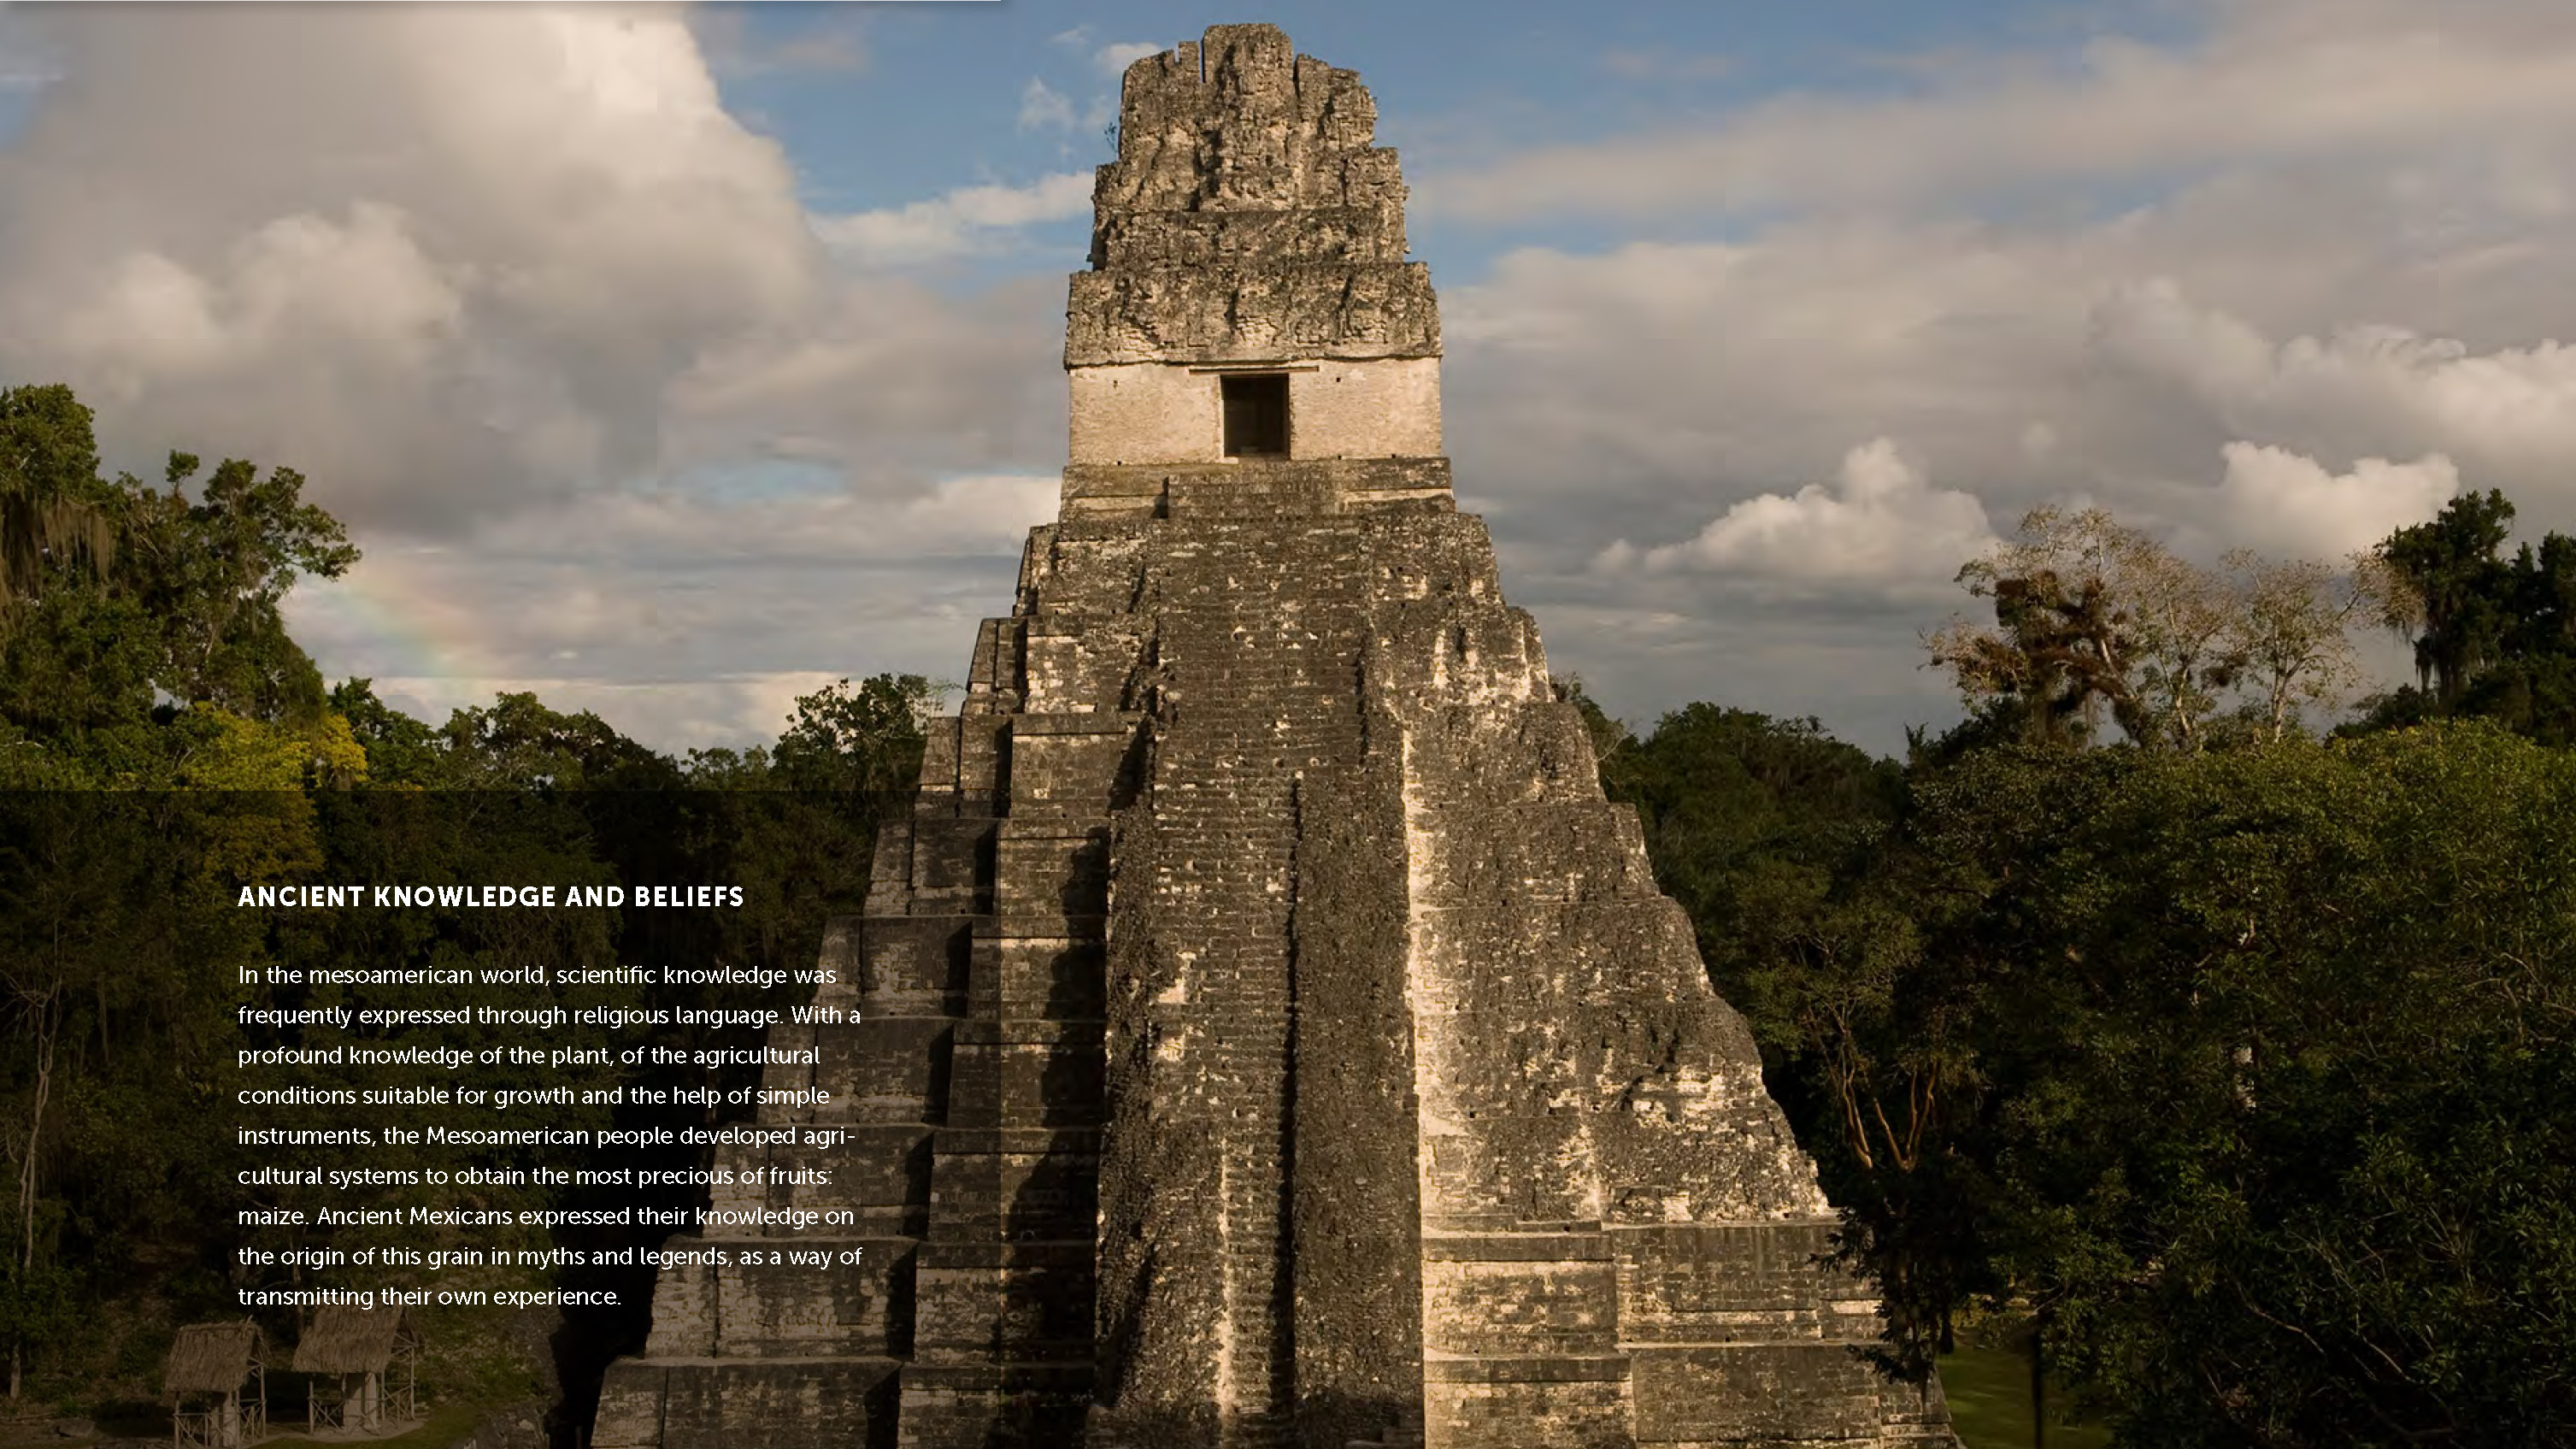 ANCIENT KNOWLEDGE AND BELIEFS
In the mesoamerican world, scientific knowledge was
frequently expressed through religious language. With a
profound knowledge of the plant, of the agricultural
conditions suitable for growth and the help of simple
instruments, the Mesoamerican people developed agri-
cultural systems to obtain the most precious of fruits:
maize. Ancient Mexicans expressed their knowledge on
the origin of this grain in myths and legends, as a way of
transmitting their own experience.